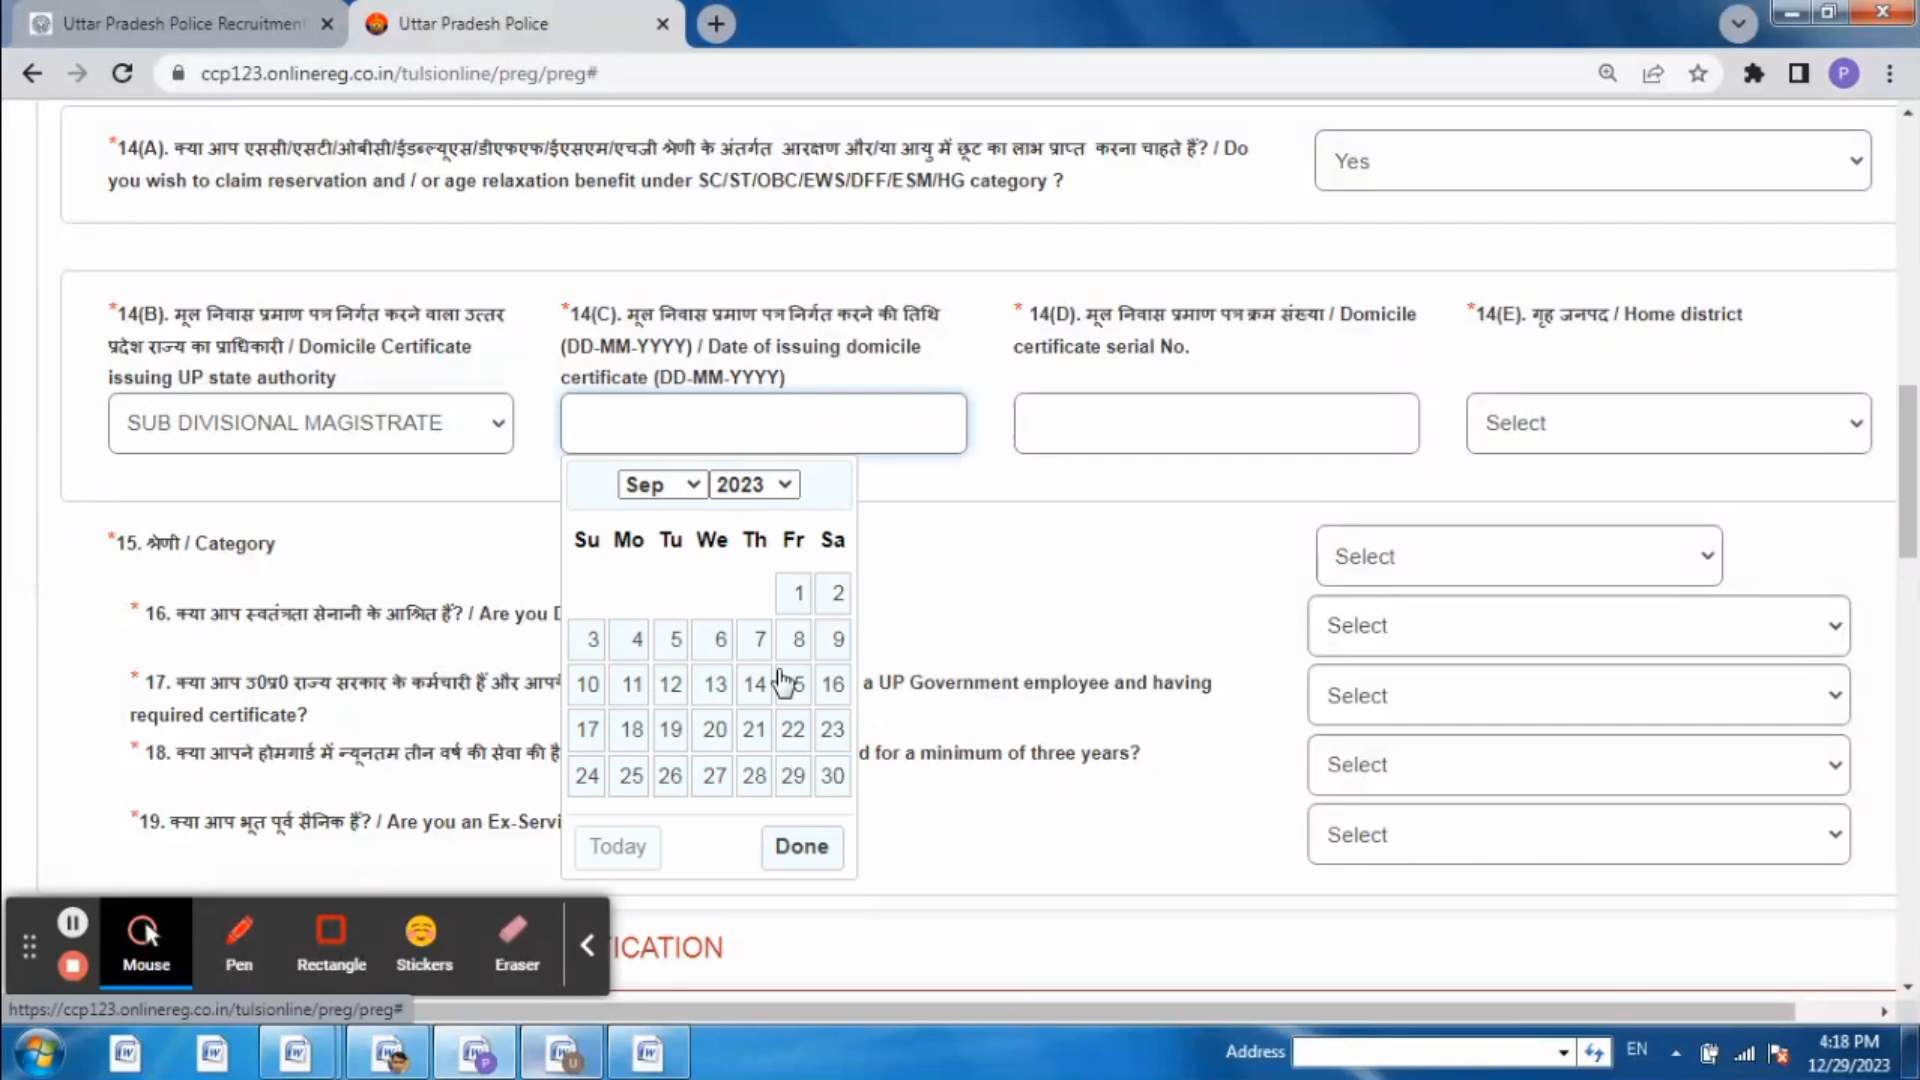 Uttar Pradesh Police Recruitmen
Uttar Pradesh Police
ccp123.onlinereg.co.in/tulsionline/preg/preg#
P
*14(A). क्या आप एससी/एसटी/ओबीसी/ईडब्ल्यूएस/डीएफएफ/ईएसएम/एचजी श्रेणी के अंतर्गत आरक्षण और/या आयु में छूट का लाभ प्राप्त करना चाहते हैं? / Do
you wish to claim reservation and / or age relaxation benefit under SC/ST/OBC/EWS/DFF/ESM/HG category ?
Yes
*14(B). मूल निवास प्रमाण पत्र निर्गत करने वाला उत्तर
प्रदेश राज्य का प्राधिकारी / Domicile Certificate
issuing UP state authority
SUB DIVISIONAL MAGISTRATE
*14(C). मूल निवास प्रमाण पत्र निर्गत करने की तिथि
(DD-MM-YYYY) / Date of issuing domicile
certificate (DD-MM-YYYY)
* 14(D). मूल निवास प्रमाण पत्र क्रम संख्या / Domicile
certificate serial No.
*14(E). गृह जनपद / Home district
Select
Sep 2023
Su Mo Tu We Th Fr Sa
1 2
3 4 5 6 7 8 9
10 11 12 13 14 15 16
17 18 19 20 21 22 23
24 25 26 27 28 29 30
Today Done
*15. श्रेणी / Category
Select
* 16. क्या आप स्वतंत्रता सेनानी के आश्रित हैं? / Are you
Select
* 17. क्या आप उ0प्र0 राज्य सरकार के कर्मचारी हैं और आपके a UP Government employee and having
required certificate?
Select
* 18. क्या आपने होमगार्ड में न्यूनतम तीन वर्ष की सेवा की है d for a minimum of three years?
Select
*19. क्या आप भूत पूर्व सैनिक हैं? / Are you an Ex-Servi
Select
ICATION
Mouse Pen Rectangle Stickers Eraser
https://ccp123.onlinereg.co.in/tulsionline/preg/preg#
Address
EN
4:18 PM
12/29/2023